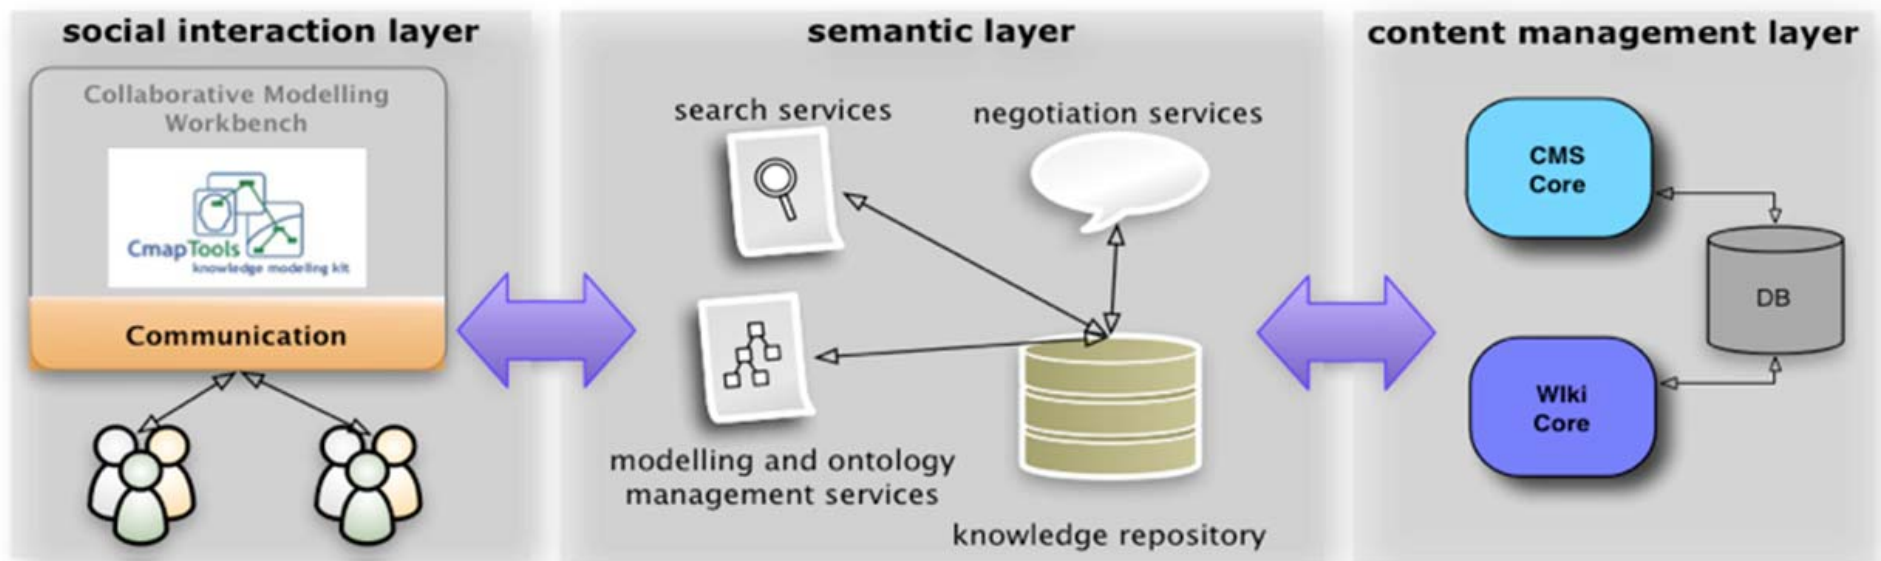 social interaction layer
Collaborative Modelling
Workbench
CmapTools
knowledge modelling kit
Communication
semantic layer
search services
negotiation services
modelling and ontology
management services
knowledge repository
content management layer
CMS
Core
DB
WIki
Core